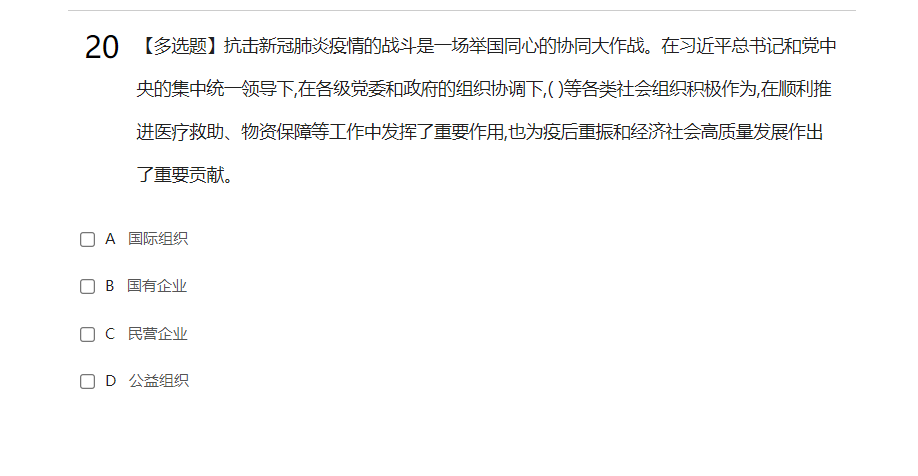 20 【多选题】抗击新冠肺炎疫情的战斗是一场举国同心的协同大作战。在习近平总书记和党中
央的集中统一领导下,在各级党委和政府的组织协调下,( )等各类社会组织积极作为,在顺利推
进医疗救助、物资保障等工作中发挥了重要作用,也为疫后重振和经济社会高质量发展作出
了重要贡献。
A 国际组织
B 国有企业
C 民营企业
D 公益组织